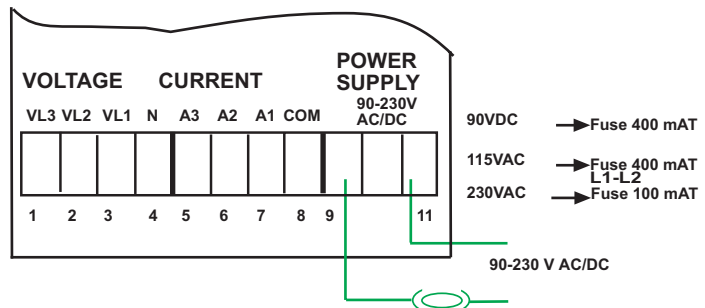 VOLTAGE CURRENT POWER SUPPLY
VL3 VL2 VL1 N A3 A2 A1 COM 90-230V AC/DC
1 2 3 4 5 6 7 8 9 11
90VDC Fuse 400 mAT
115VAC Fuse 400 mAT
L1-L2
230VAC Fuse 100 mAT
90-230 V AC/DC